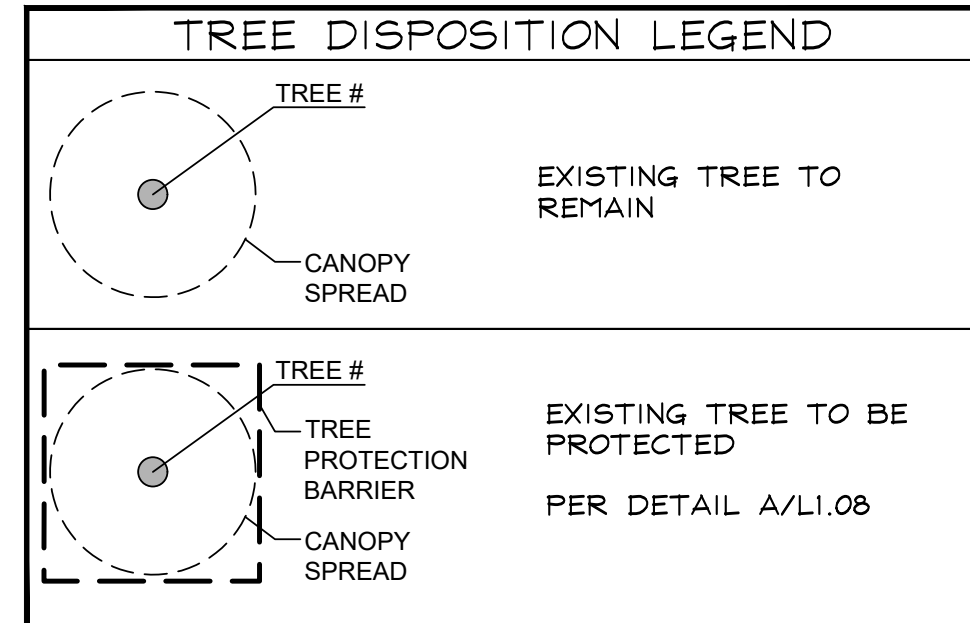 TREE DISPOSITION LEGEND
TREE #
CANOPY
SPREAD
EXISTING TREE TO
REMAIN
TREE #
TREE
PROTECTION
BARRIER
CANOPY
SPREAD
EXISTING TREE TO BE
PROTECTED
PER DETAIL A/L1.08